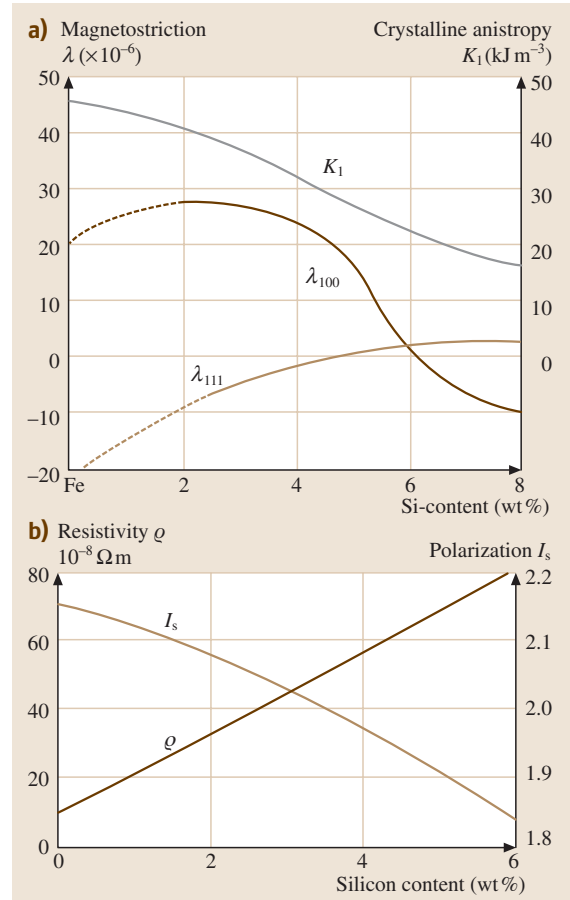 a) Magnetostriction Crystalline anistropy
λ (×10–6) K1 (kJ m–3)
50 50
40 40
K1
30 30
20 20
λ100
10 10
0 0
λ111
–10
–20
Fe 2 4 6 8
Si-content (wt %)
b) Resistivity ϱ
10–8 Ω m Polarization Is
80 2.2
Is
60 2.1
40 2.0
ϱ
20 1.9
0 1.8
0 2 4 6
Silicon content (wt %)